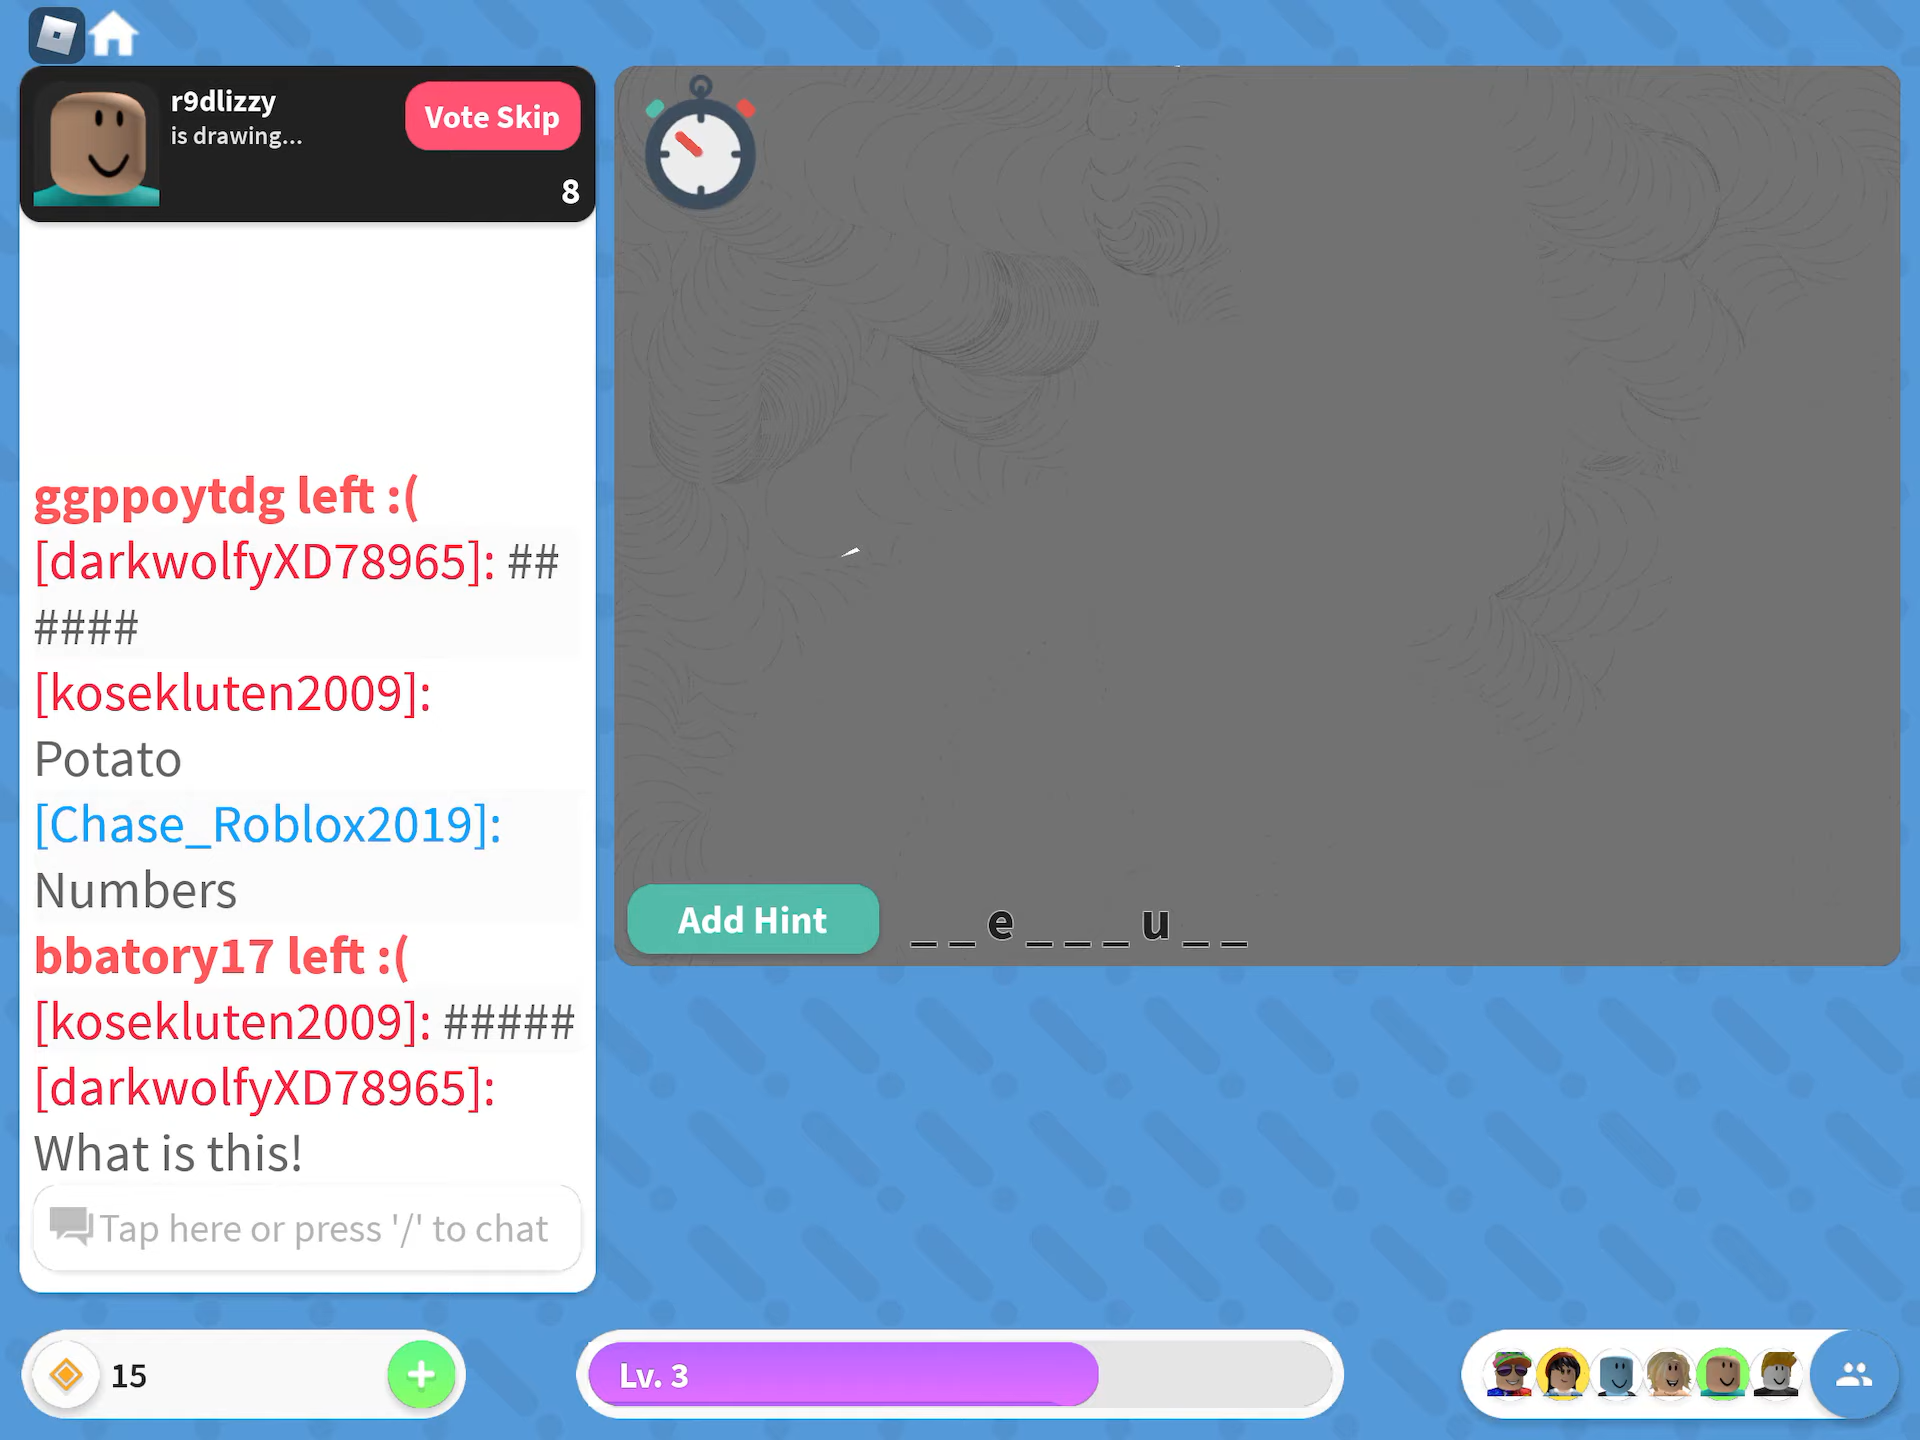 r9dlizzy
is drawing...
Vote Skip
8
ggppoytdg left :(
[darkwolfyXD78965]: ##
####
[kosekluten2009]:
Potato
[Chase_Roblox2019]:
Numbers
bbatory17 left :(
[kosekluten2009]: #####
[darkwolfyXD78965]:
What is this!
Tap here or press '/' to chat
Add Hint
_ _ e _ _ _ u _ _
15
+
Lv. 3